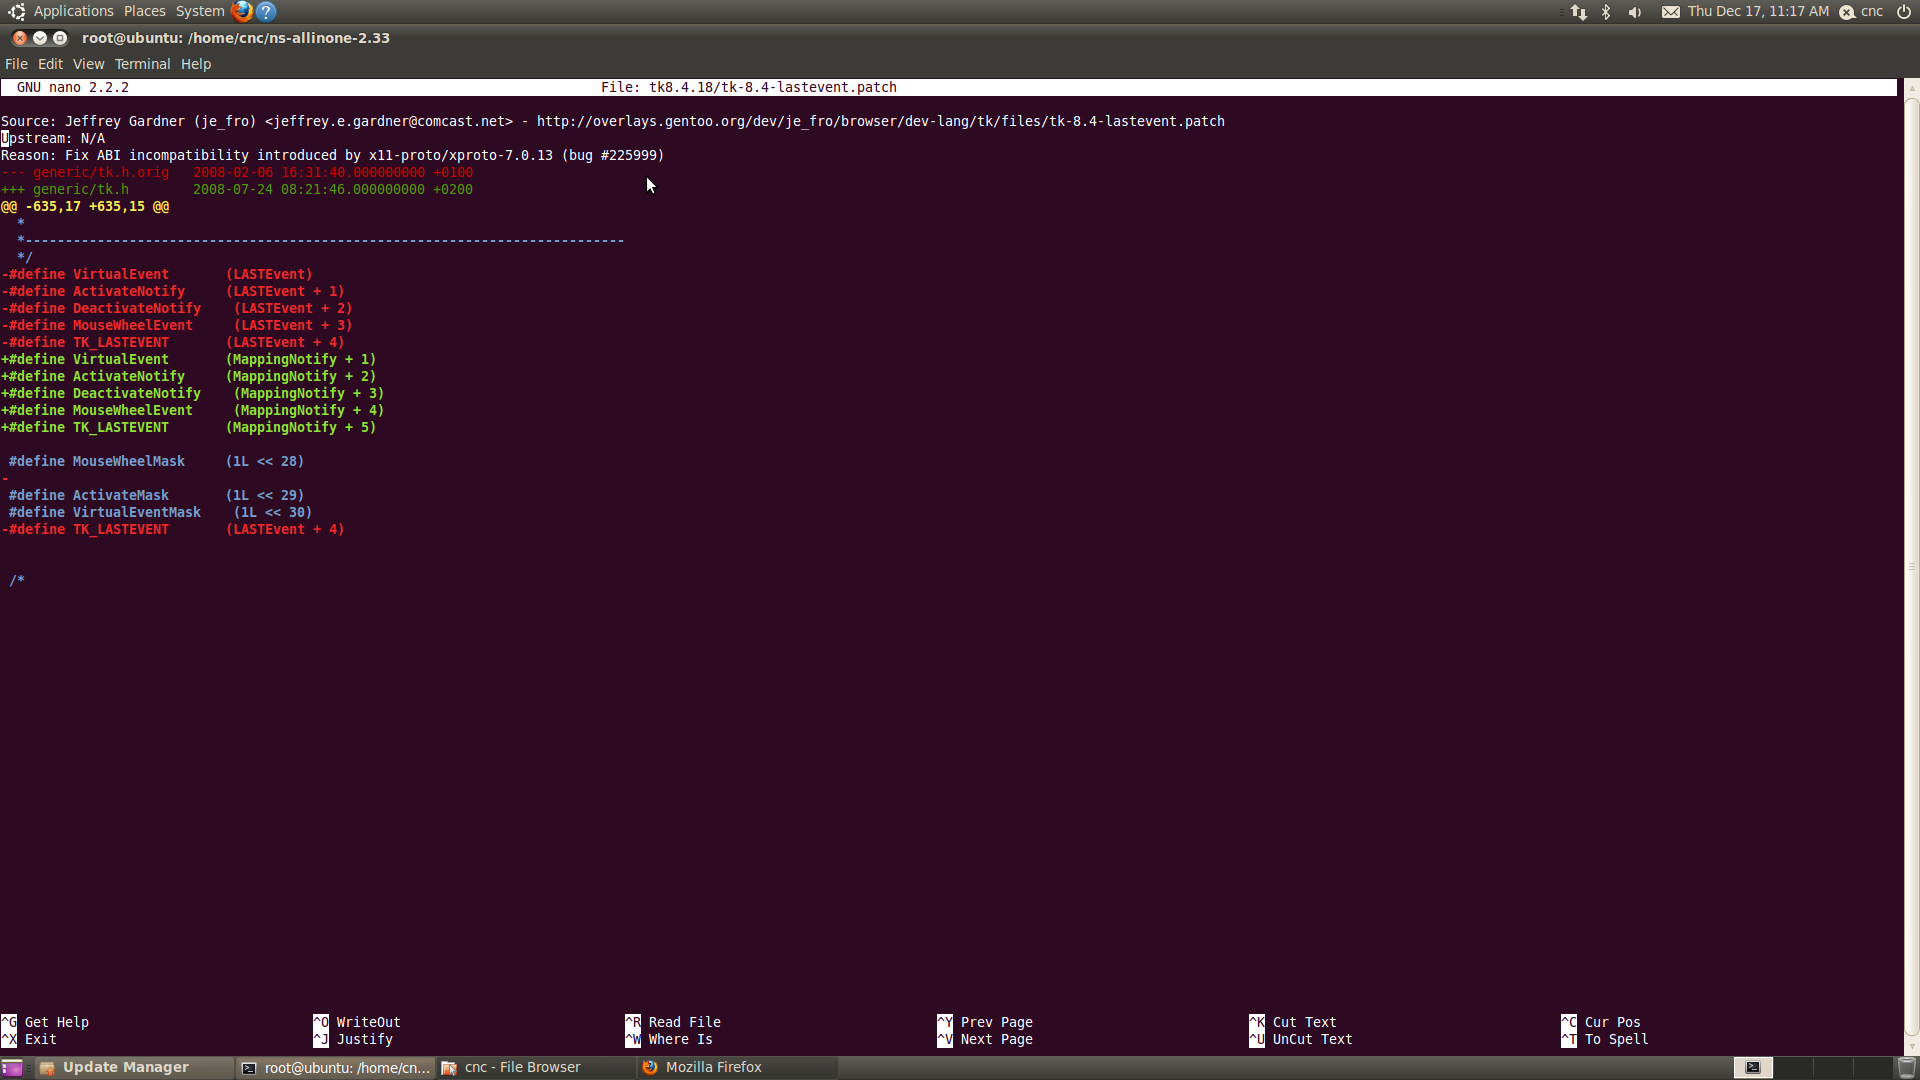 Applications Places System ?
Thu Dec 17, 11:17 AM cnc
root@ubuntu: /home/cnc/ns-allinone-2.33
File Edit View Terminal Help
GNU nano 2.2.2 File: tk8.4.18/tk-8.4-lastevent.patch
Source: Jeffrey Gardner (je_fro) <jeffrey.e.gardner@comcast.net> - http://overlays.gentoo.org/dev/je_fro/browser/dev-lang/tk/files/tk-8.4-lastevent.patch
Upstream: N/A
Reason: Fix ABI incompatibility introduced by x11-proto/xproto-7.0.13 (bug #225999)
--- generic/tk.h.orig 2008-02-06 16:31:40.000000000 +0100
+++ generic/tk.h 2008-07-24 08:21:46.000000000 +0200
@@ -635,17 +635,15 @@
*
*---------------------------------------------------------------------------
*/
-#define VirtualEvent (LASTEvent)
-#define ActivateNotify (LASTEvent + 1)
-#define DeactivateNotify (LASTEvent + 2)
-#define MouseWheelEvent (LASTEvent + 3)
-#define TK_LASTEVENT (LASTEvent + 4)
+#define VirtualEvent (MappingNotify + 1)
+#define ActivateNotify (MappingNotify + 2)
+#define DeactivateNotify (MappingNotify + 3)
+#define MouseWheelEvent (MappingNotify + 4)
+#define TK_LASTEVENT (MappingNotify + 5)
#define MouseWheelMask (1L << 28)
-
#define ActivateMask (1L << 29)
#define VirtualEventMask (1L << 30)
-#define TK_LASTEVENT (LASTEvent + 4)
/*
^G Get Help ^O WriteOut ^R Read File ^Y Prev Page ^K Cut Text ^C Cur Pos
^X Exit ^J Justify ^W Where Is ^V Next Page ^U UnCut Text ^T To Spell
Update Manager root@ubuntu: /home/cn... cnc - File Browser Mozilla Firefox